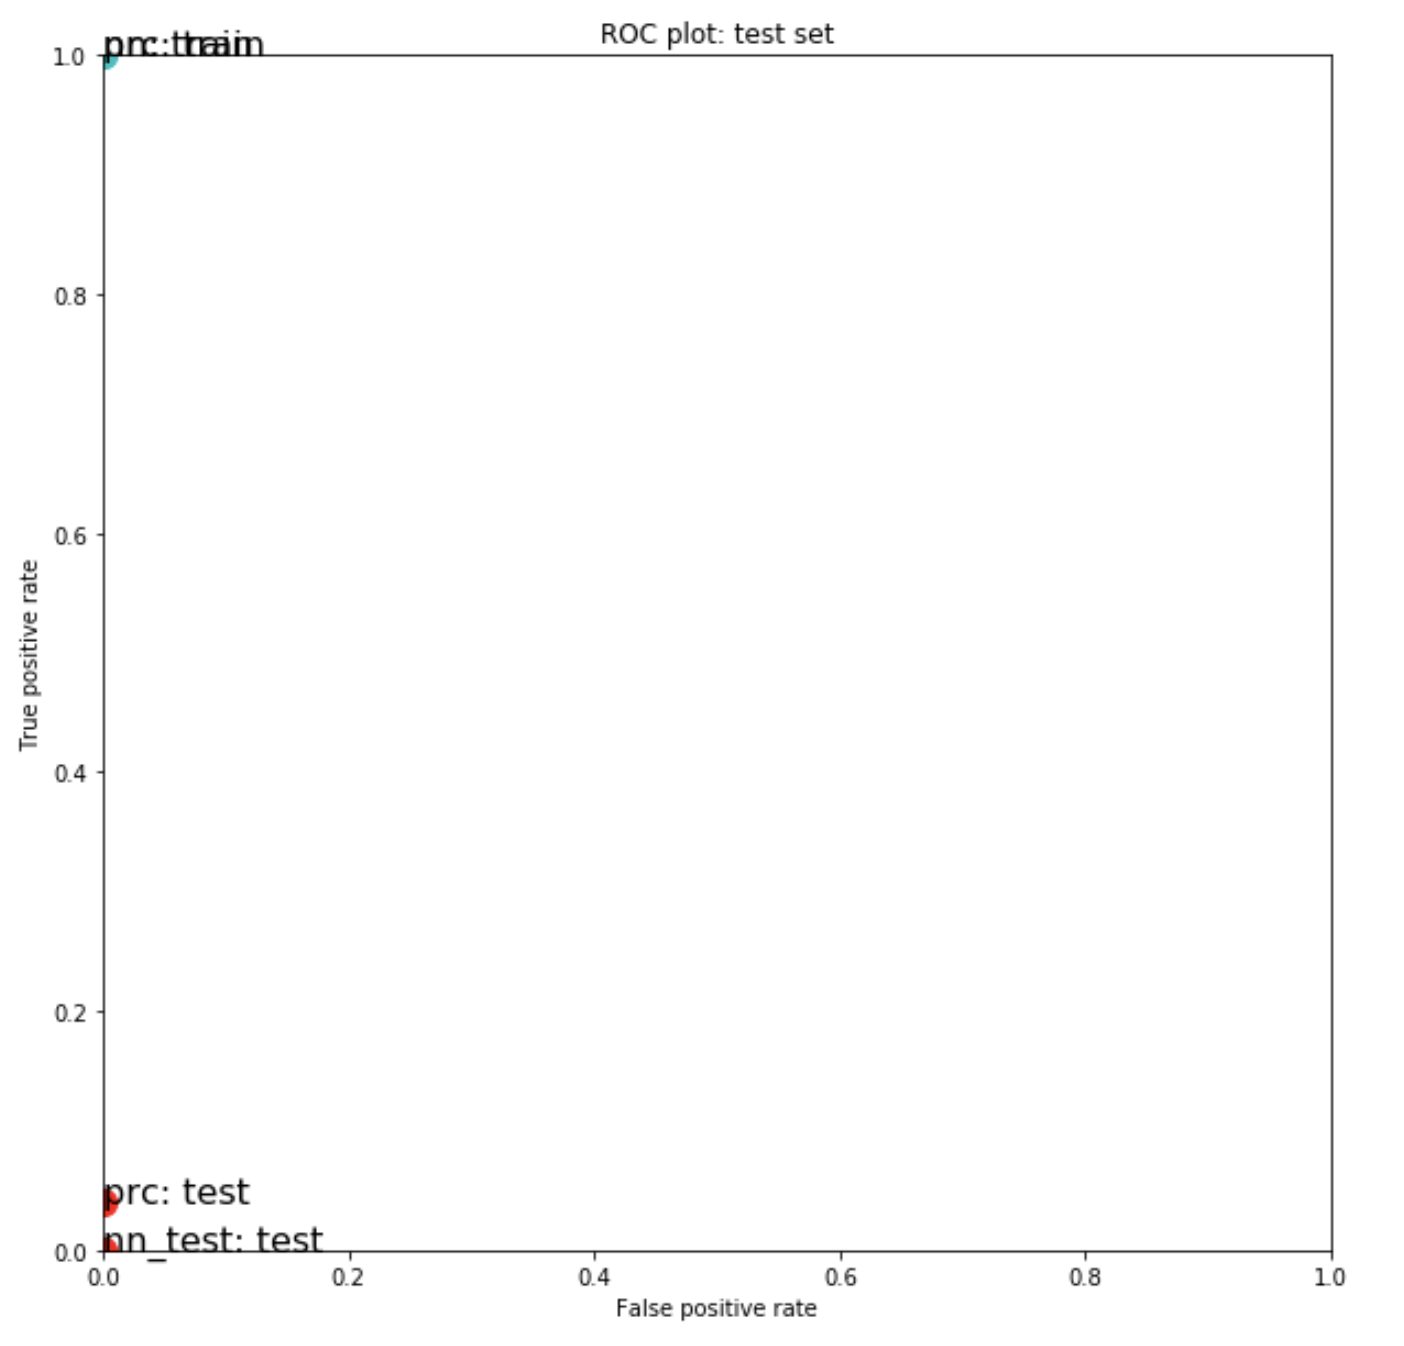 ROC plot: test set
1.0
0.8
0.6
0.4
0.2
0.0
True positive rate
prc: test
nn_test: test
0.0 0.2 0.4 0.6 0.8 1.0
False positive rate